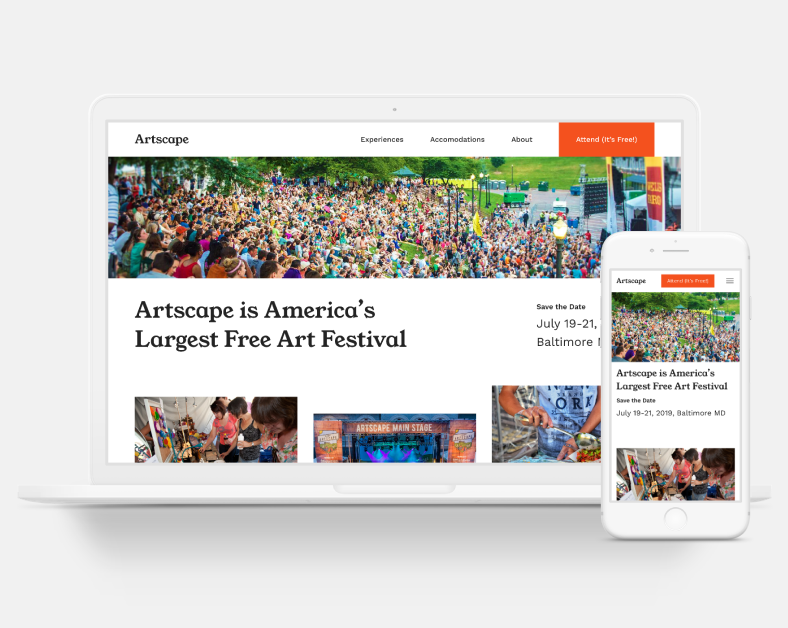 Artscape
Experiences
Accomodations
About
Attend (It's Free!)
Artscape is America's
Largest Free Art Festival
Save the Date
July 19-21,
Baltimore
ARTSCAPE MAIN STAGE
ORK
Artscape
Attend (It's Free!)
Artscape is America's
Largest Free Art Festival
Save the Date
July 19-21, 2019, Baltimore MD